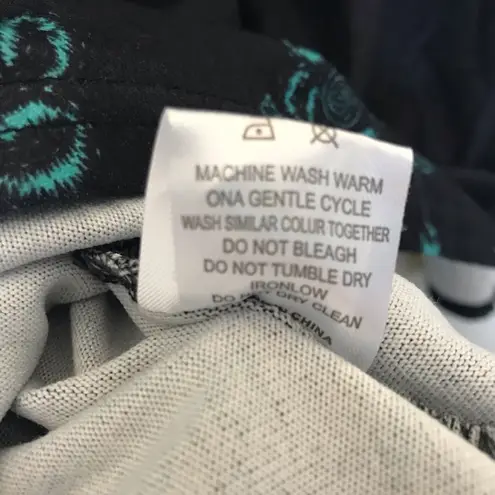 MACHINE WASH WARM
ONA GENTLE CYCLE
WASH SIMILAR COLUR TOGETHER
DO NOT BLEAGH
DO NOT TUMBLE DRY
IRONLOW
DO DRY CLEAN
CHINA